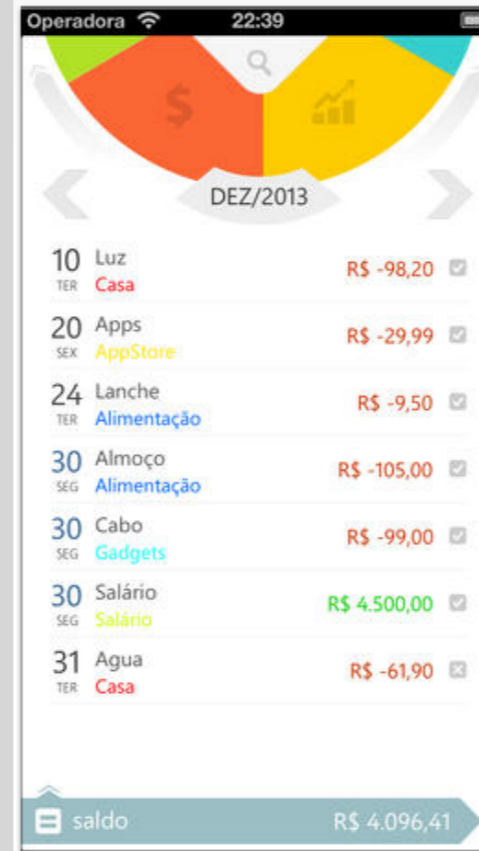 Operadora 22:39
$
DEZ/2013
10 Luz R$ -98,20
TER Casa
20 Apps R$ -29,99
SEX AppStore
24 Lanche R$ -9,50
TER Alimentação
30 Almoço R$ -105,00
SEG Alimentação
30 Cabo R$ -99,00
SEG Gadgets
30 Salário R$ 4.500,00
SEG Salário
31 Agua R$ -61,90
TER Casa
saldo R$ 4.096,41